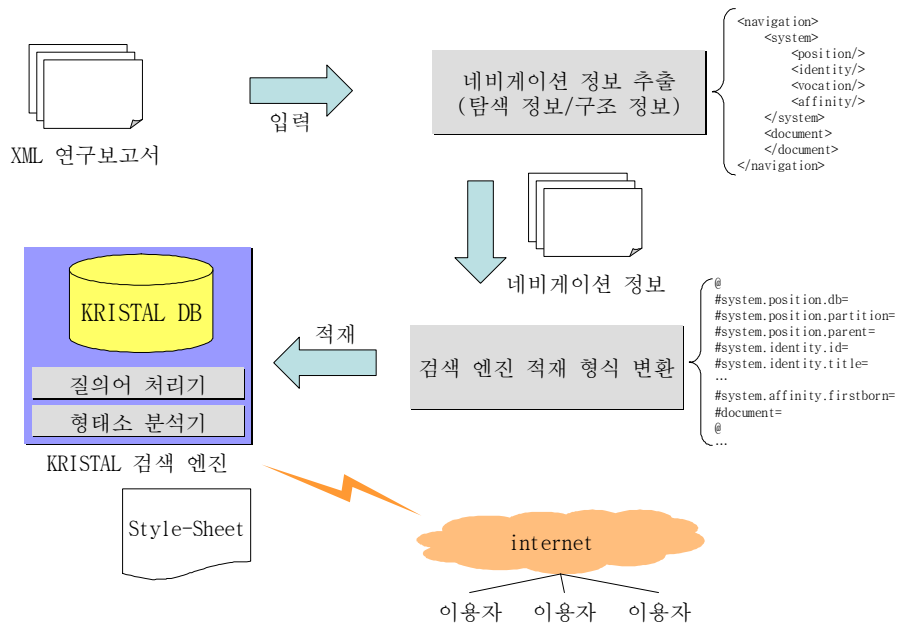 XML 연구보고서
입력
네비게이션 정보 추출
(탐색 정보/구조 정보)
<navigation>
<system>
<position/>
<identity/>
<vocation/>
<affinity/>
</system>
<document>
</document>
</navigation>
네비게이션 정보
검색 엔진 적재 형식 변환
@
#system.position.db=
#system.position.partition=
#system.position.parent=
#system.identity.id=
#system.identity.title=
…
#system.affinity.firstborn=
#document=
@
…
적재
KRISTAL DB
질의어 처리기
형태소 분석기
KRISTAL 검색 엔진
Style-Sheet
internet
이용자 이용자 이용자